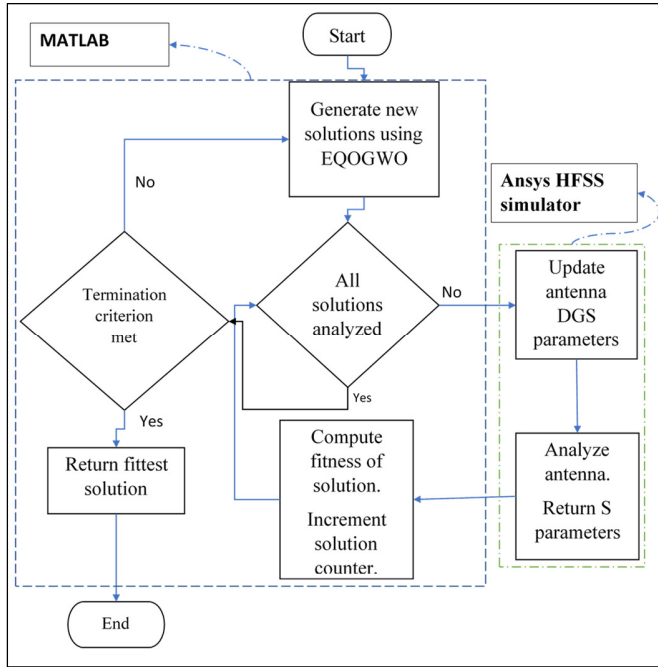 MATLAB
Start
Generate new
solutions using
EQOGWO
No
Ansys HFSS
simulator
Termination
criterion
met
All
solutions
analyzed
No
Update
antenna
DGS
parameters
Yes
Yes
Return fittest
solution
Compute
fitness of
solution.
Increment
solution
counter.
Analyze
antenna.
Return S
parameters
End